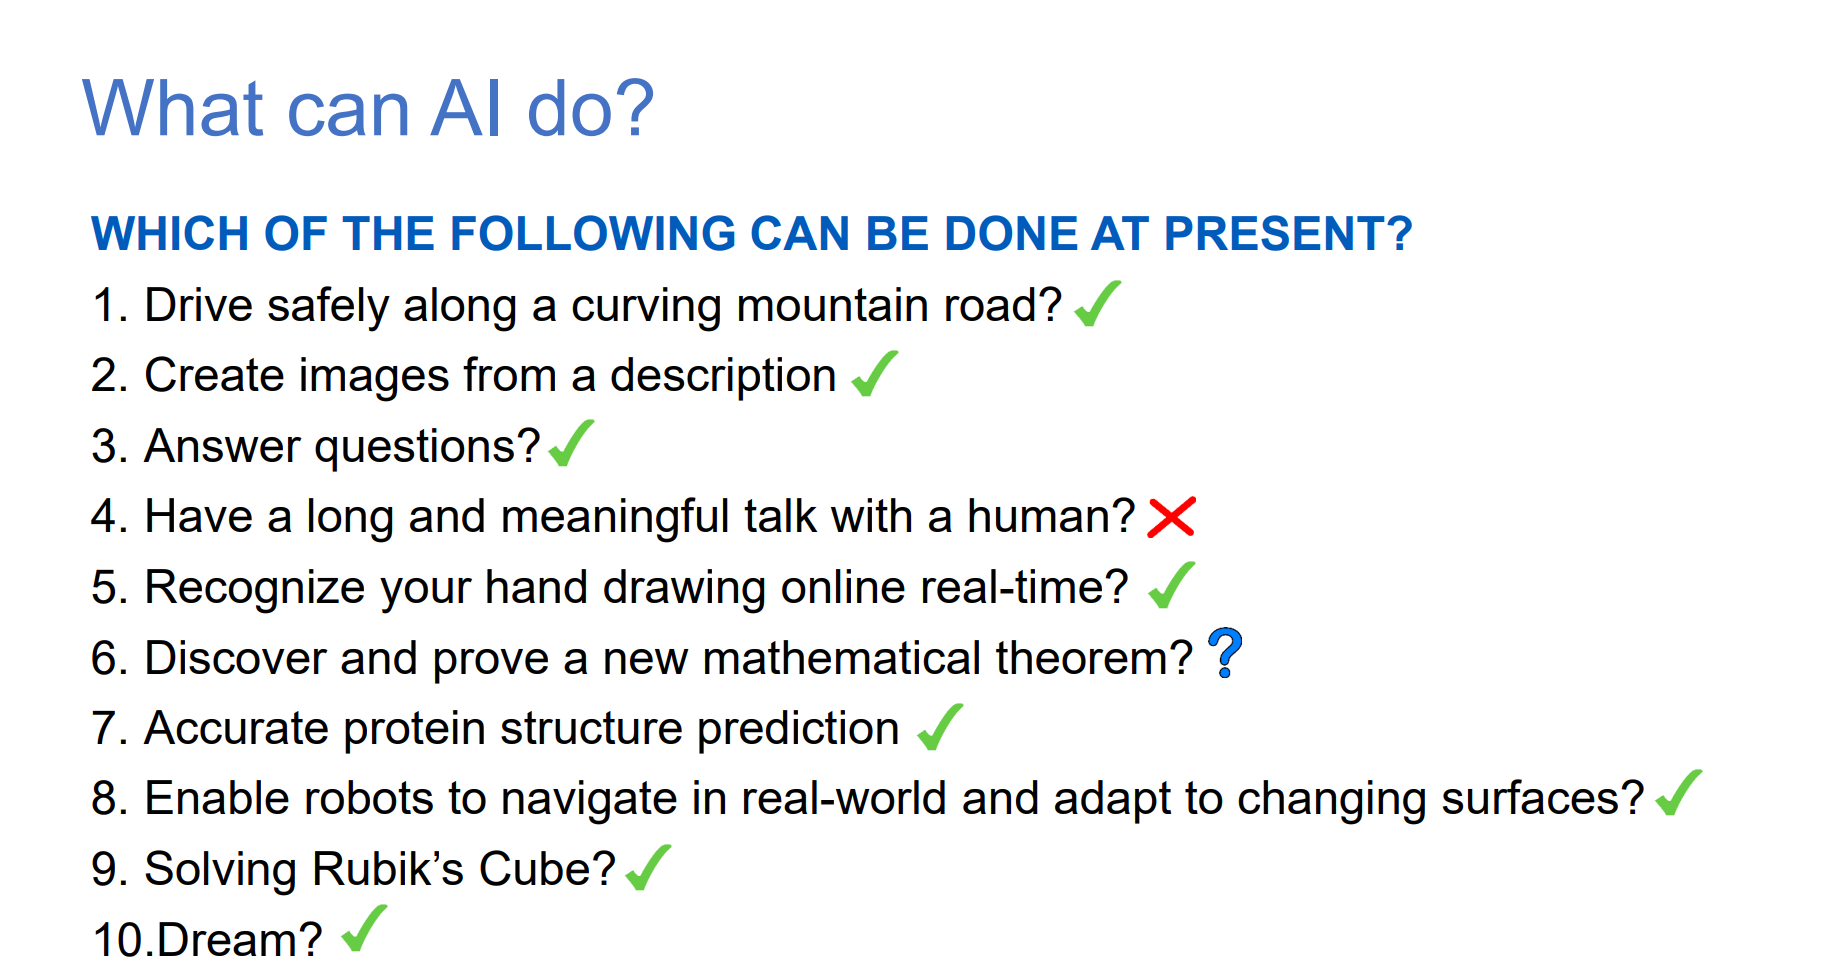 What can AI do?
WHICH OF THE FOLLOWING CAN BE DONE AT PRESENT?
1. Drive safely along a curving mountain road?
2. Create images from a description
3. Answer questions?
4. Have a long and meaningful talk with a human?
5. Recognize your hand drawing online real-time?
6. Discover and prove a new mathematical theorem? ?
7. Accurate protein structure prediction
8. Enable robots to navigate in real-world and adapt to changing surfaces?
9. Solving Rubik’s Cube?
10.Dream?